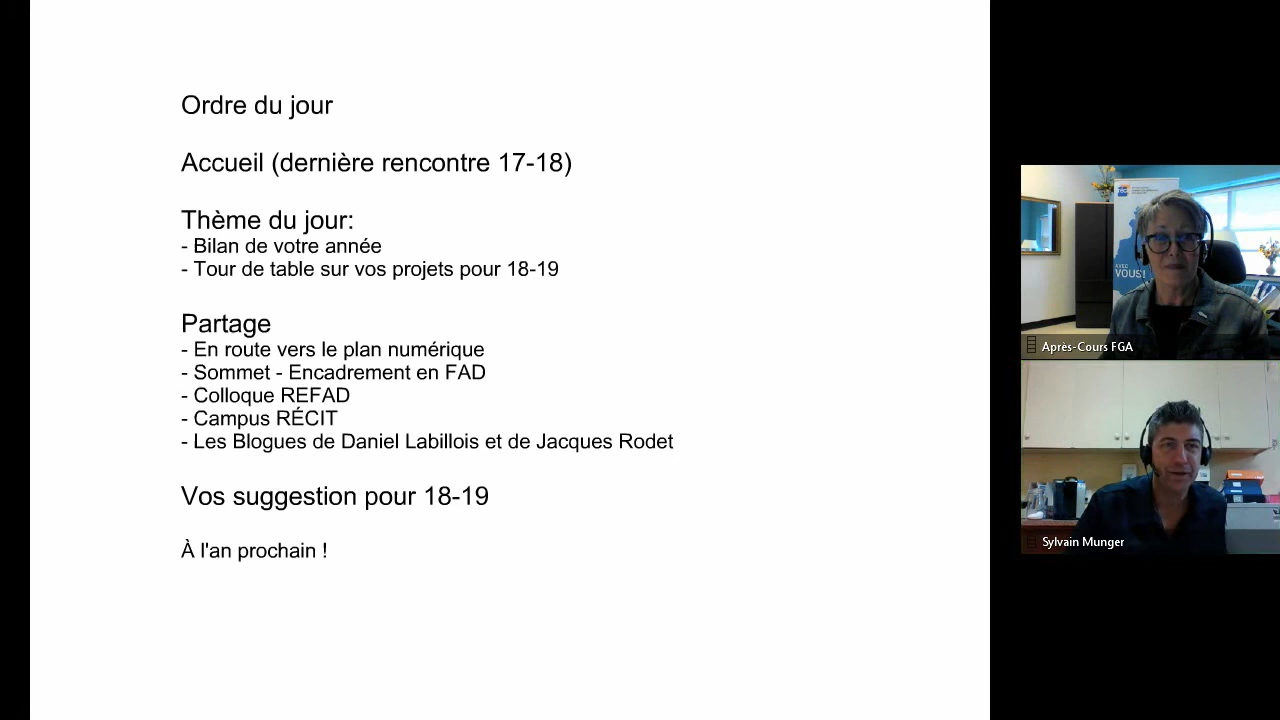 Ordre du jour
Accueil (dernière rencontre 17-18)
Thème du jour:
- Bilan de votre année
- Tour de table sur vos projets pour 18-19
Partage
- En route vers le plan numérique
- Sommet - Encadrement en FAD
- Colloque REFAD
- Campus RÉCIT
- Les Blogues de Daniel Labillois et de Jacques Rodet
Vos suggestion pour 18-19
À l'an prochain !
AVEC
VOUS!
Après-Cours FGA
Sylvain Munger